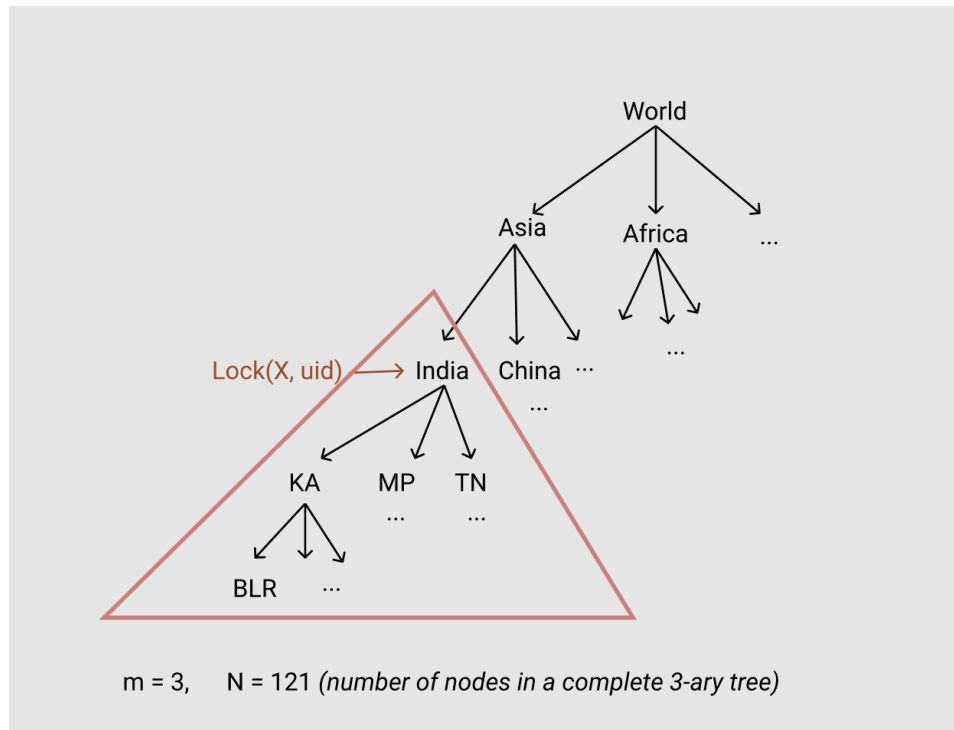 World
Asia
Africa
...
...
Lock(X, uid)
India
China
...
...
KA
MP
TN
...
...
BLR
...
m = 3, N = 121 (number of nodes in a complete 3-ary tree)